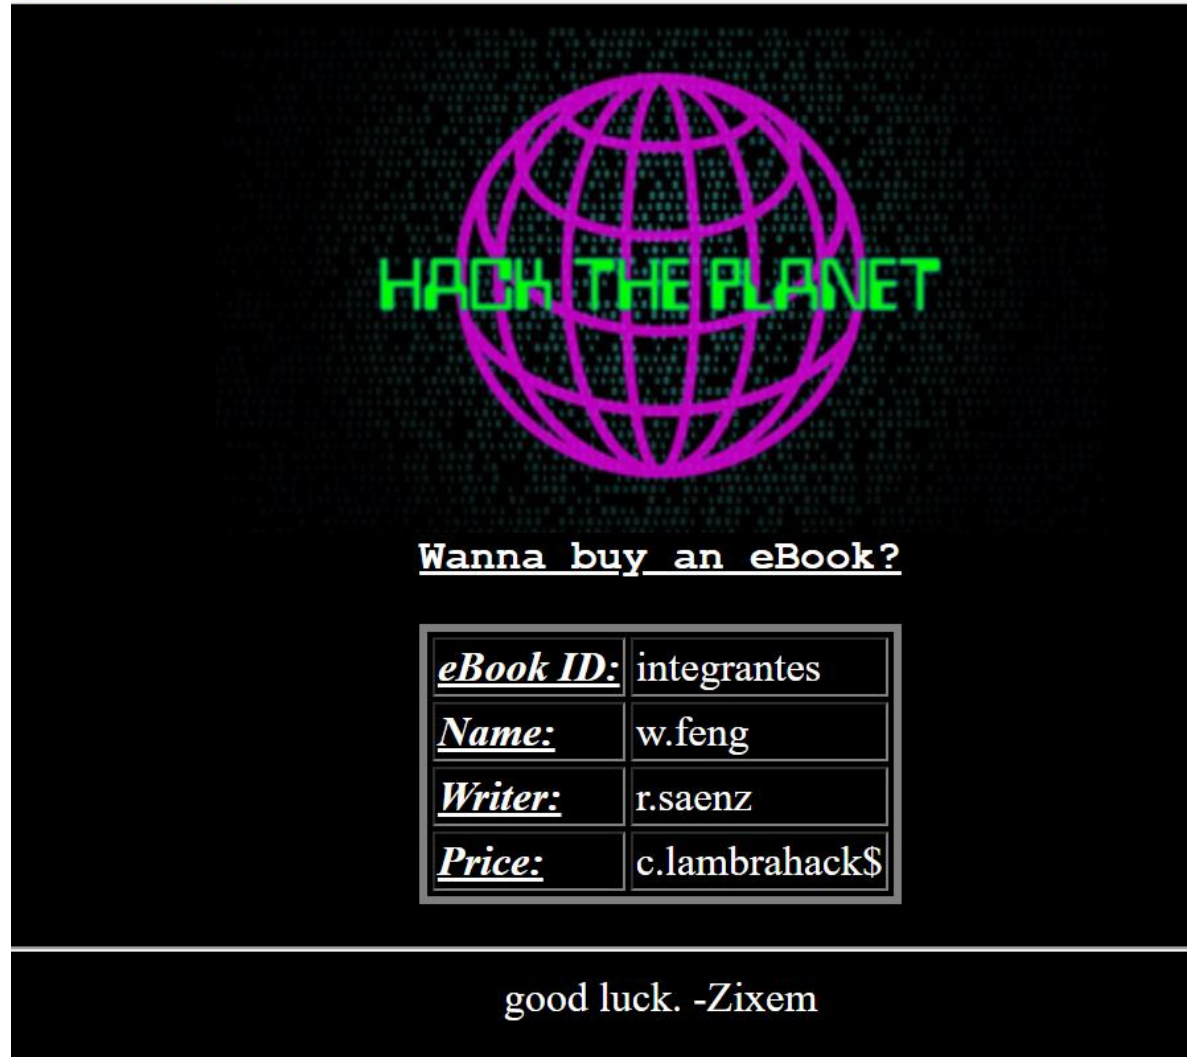 HACK THE PLANET
Wanna buy an eBook?
eBook ID: integrantes
Name: w.feng
Writer: r.saenz
Price: c.lambrahack$
good luck. -Zixem